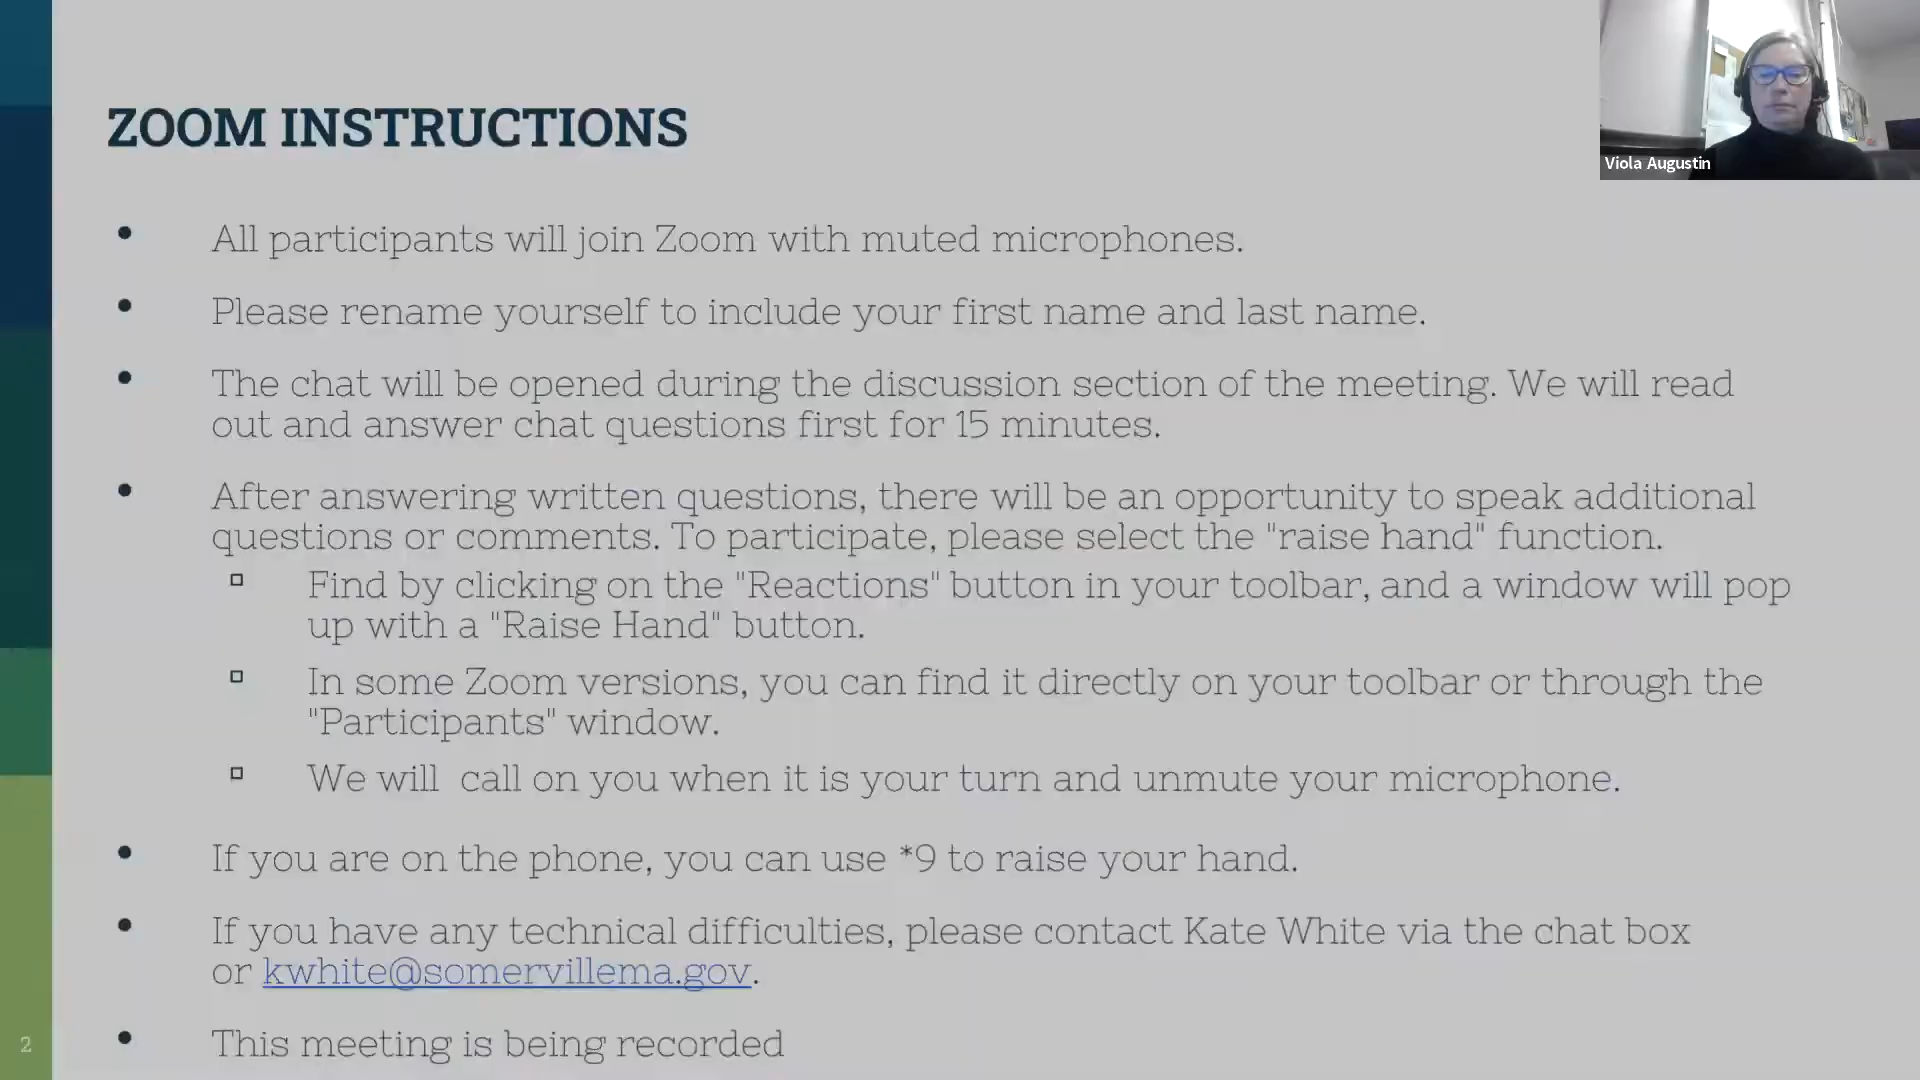 ZOOM INSTRUCTIONS
Viola Augustin
• All participants will join Zoom with muted microphones.
• Please rename yourself to include your first name and last name.
• The chat will be opened during the discussion section of the meeting. We will read
out and answer chat questions first for 15 minutes.
• After answering written questions, there will be an opportunity to speak additional
questions or comments. To participate, please select the "raise hand" function.
▫ Find by clicking on the "Reactions" button in your toolbar, and a window will pop
up with a "Raise Hand" button.
▫ In some Zoom versions, you can find it directly on your toolbar or through the
"Participants" window.
▫ We will  call on you when it is your turn and unmute your microphone.
• If you are on the phone, you can use *9 to raise your hand.
• If you have any technical difficulties, please contact Kate White via the chat box
or kwhite@somervillema.gov.
• This meeting is being recorded
2